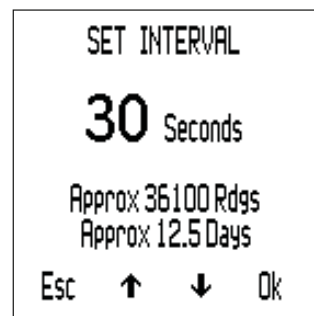 SET INTERVAL
30 Seconds
Approx 36100 Rdgs
Approx 12.5 Days
Esc ↑ ↓ Ok